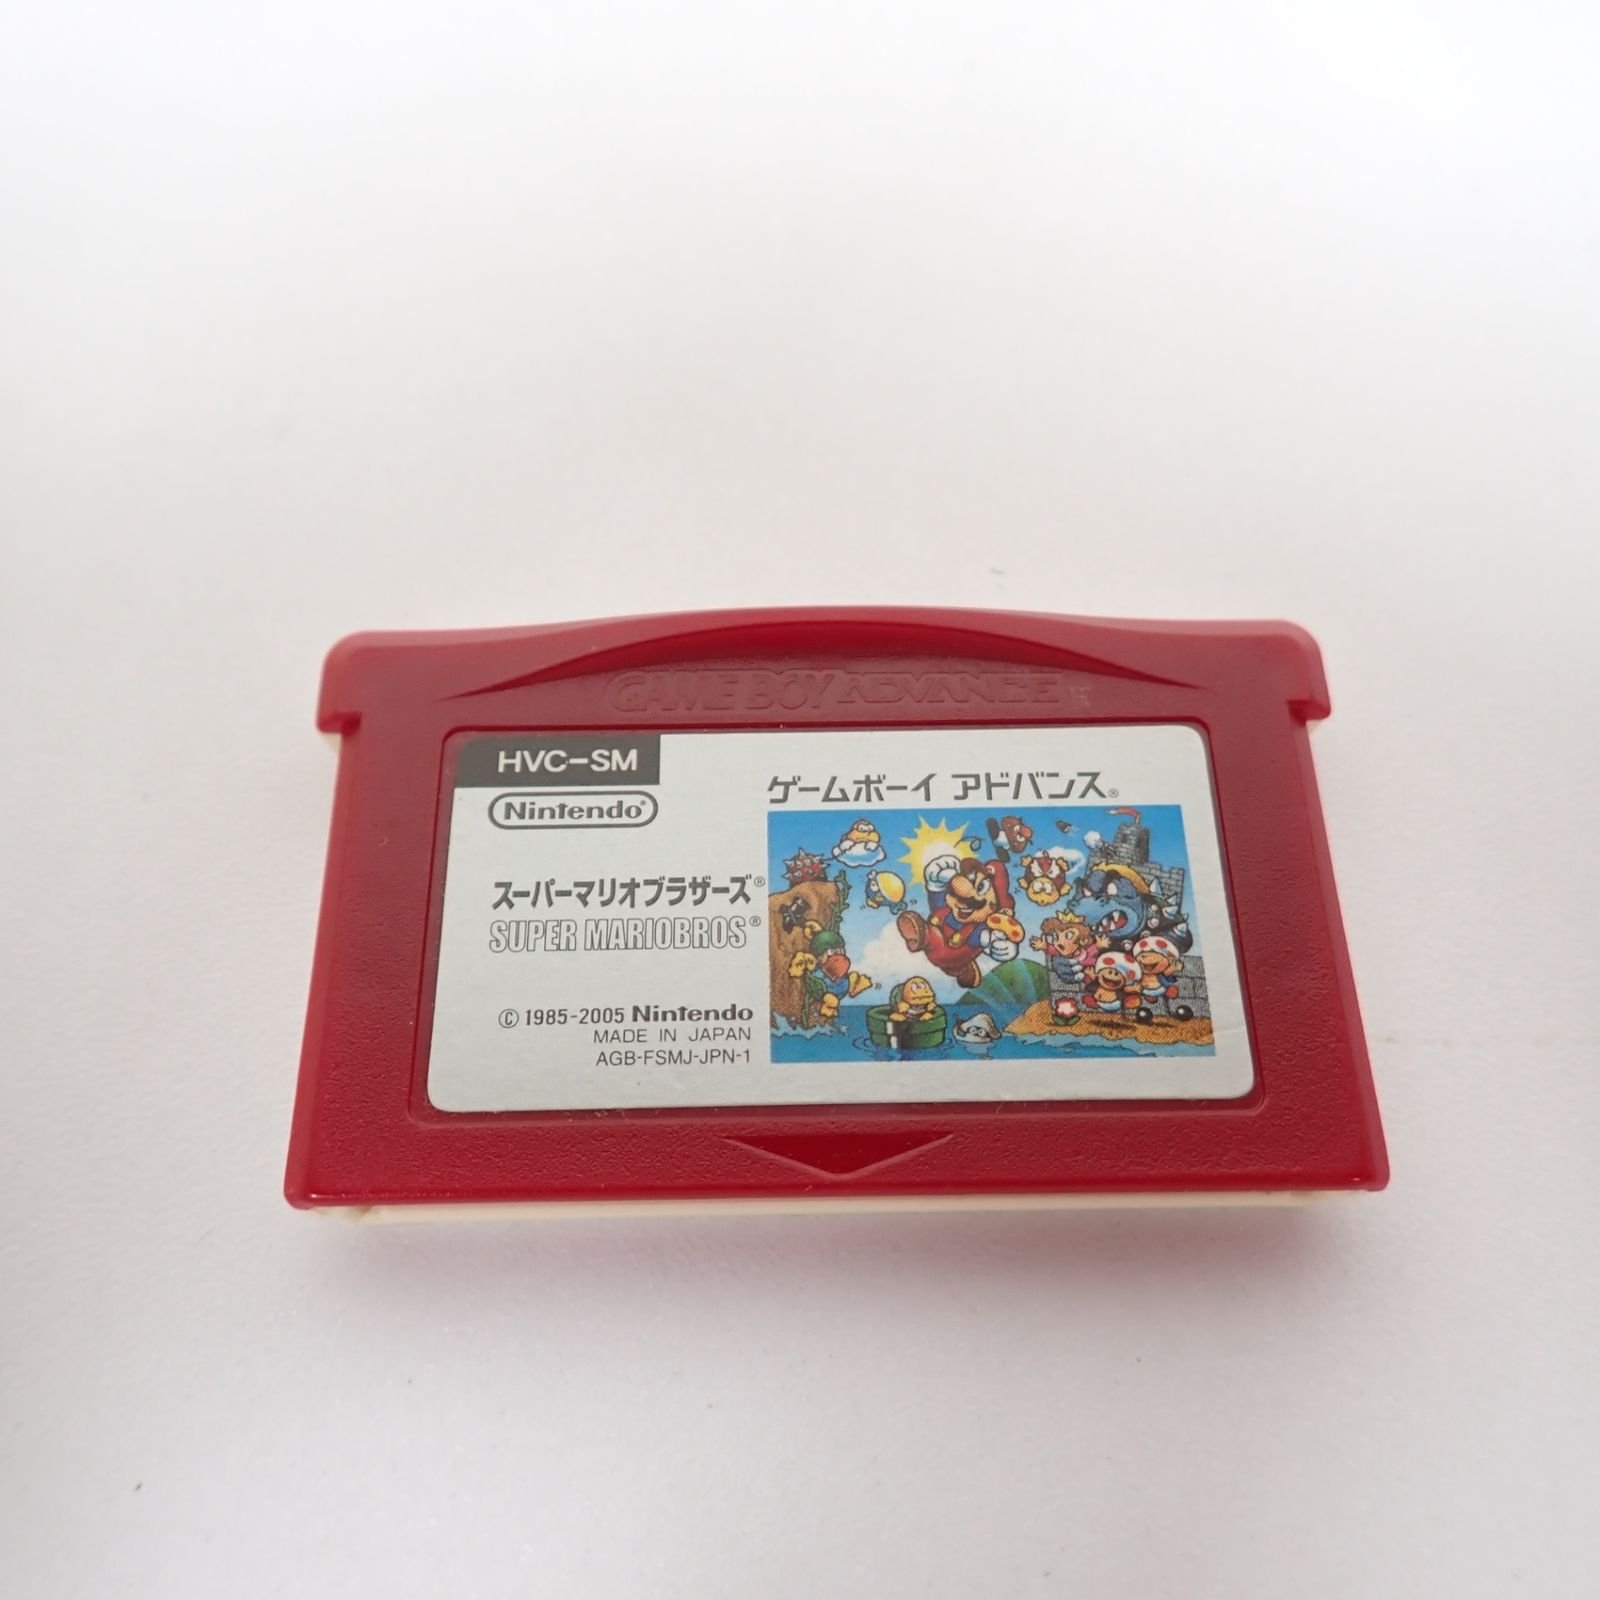 GAME BOY ADVANCE
HVC-SM
Nintendo®
ゲームボーイ アドバンス®
スーパーマリオブラザーズ®
SUPER MARIOBROS®
© 1985-2005 Nintendo
MADE IN JAPAN
AGB-FSMJ-JPN-1